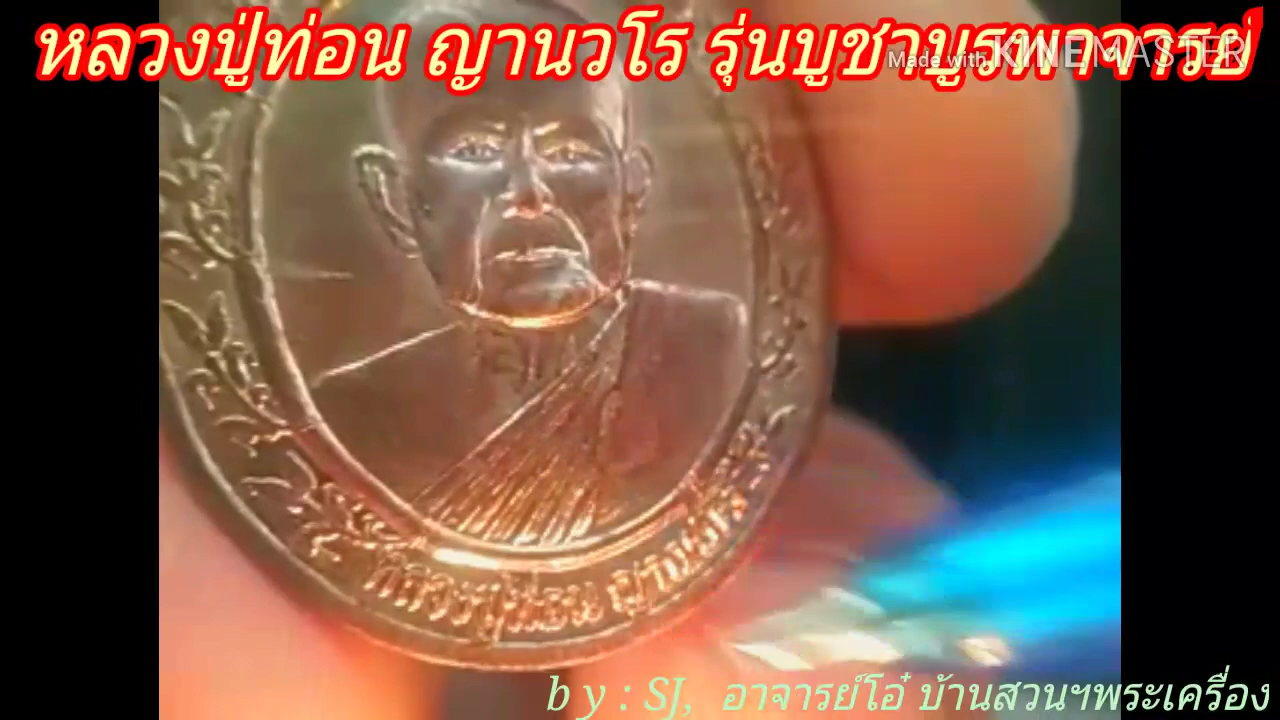 หลวงปู่ท่อน ญานวโร รุ่นบูชาบูรพาจารย์
Made with KINEMASTER
หลวงปู่ท่อน ญาณวโร
by : SJ, อาจารย์โอ๋ บ้านสวนฯพระเครื่อง